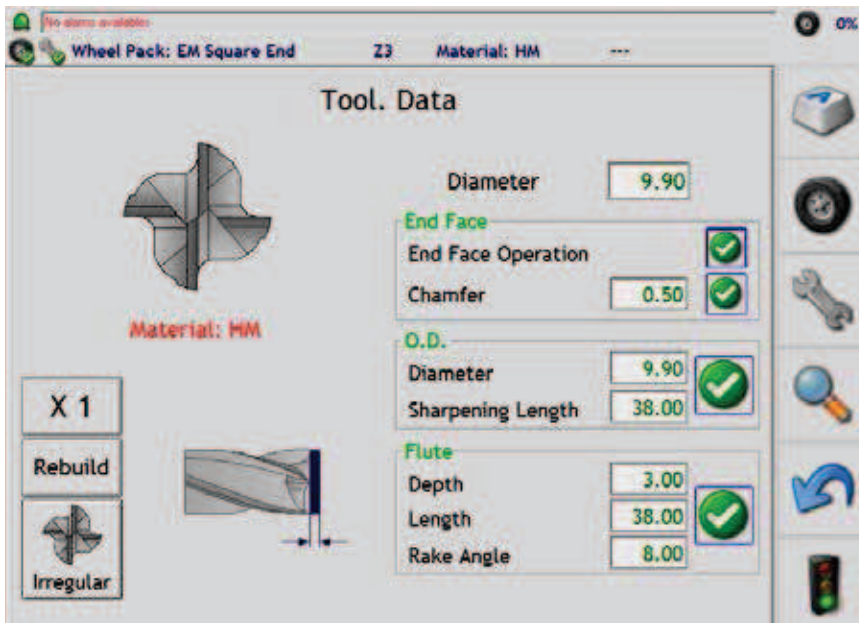 No alarms available
0%
Wheel Pack: EM Square End Z3 Material: HM ---
Tool. Data
Diameter 9.90
End Face
End Face Operation
Chamfer 0.50
Material: HM
O.D.
Diameter 9.90
Sharpening Length 38.00
X 1
Rebuild
Irregular
Flute
Depth 3.00
Length 38.00
Rake Angle 8.00